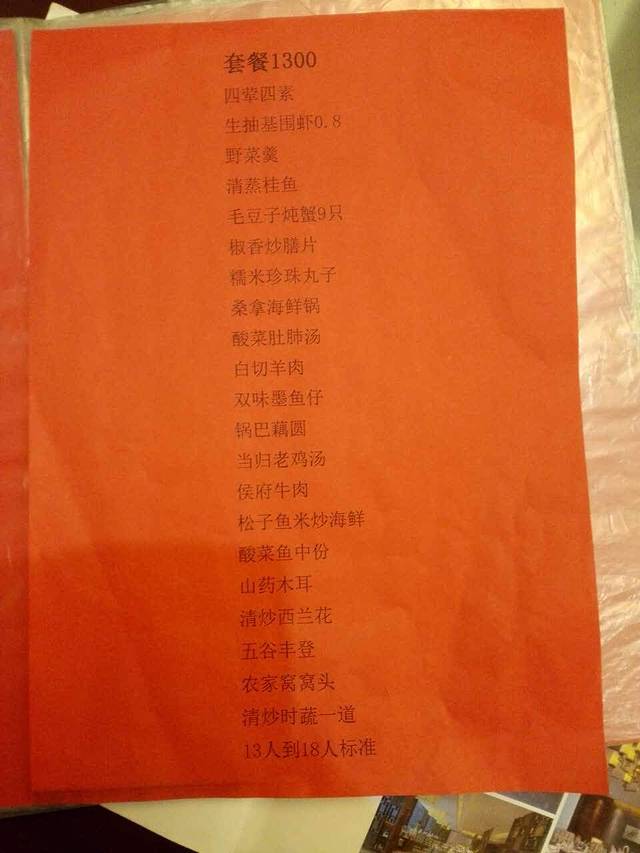 套餐1300
四荤四素
生抽基围虾0.8
野菜羹
清蒸桂鱼
毛豆子炖蟹9只
椒香炒膳片
糯米珍珠丸子
桑拿海鲜锅
酸菜肚肺汤
白切羊肉
双味墨鱼仔
锅巴藕圆
当归老鸡汤
侯府牛肉
松子鱼米炒海鲜
酸菜鱼中份
山药木耳
清炒西兰花
五谷丰登
农家窝窝头
清炒时蔬一道
13人到18人标准